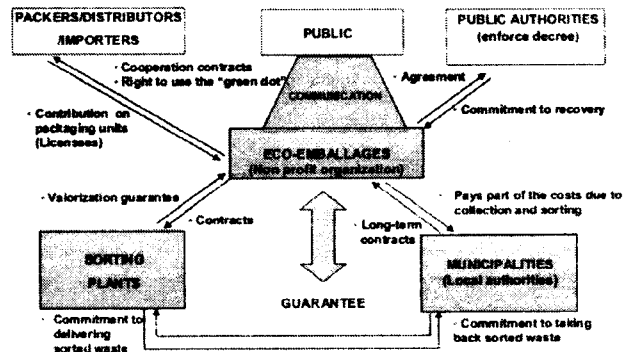 PACKERS/DISTRIBUTORS
/IMPORTERS
PUBLIC
PUBLIC AUTHORITIES
(enforce decree)
· Cooperation contracts
· Right to use the "green dot"
COMMUNICATION
· Agreement
· Contribution on
packaging units
(Licensees)
· Commitment to recovery
ECO-EMBALLAGES
(Non profit organization)
· Valorization guarantee
· Contracts
· Pays part of the costs due to
collection and sorting
· Long-term
contracts
SORTING
PLANTS
MUNICIPALITIES
(Local authorities)
GUARANTEE
· Commitment to
delivering
sorted waste
· Commitment to taking
back sorted waste